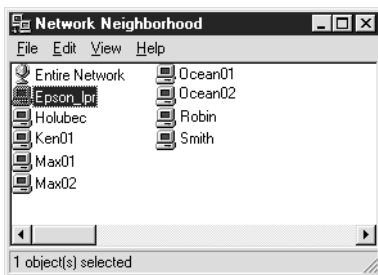 Network Neighborhood
File Edit View Help
Entire Network
Epson_lpr
Holubec
Ken01
Max01
Max02
Ocean01
Ocean02
Robin
Smith
1 object(s) selected